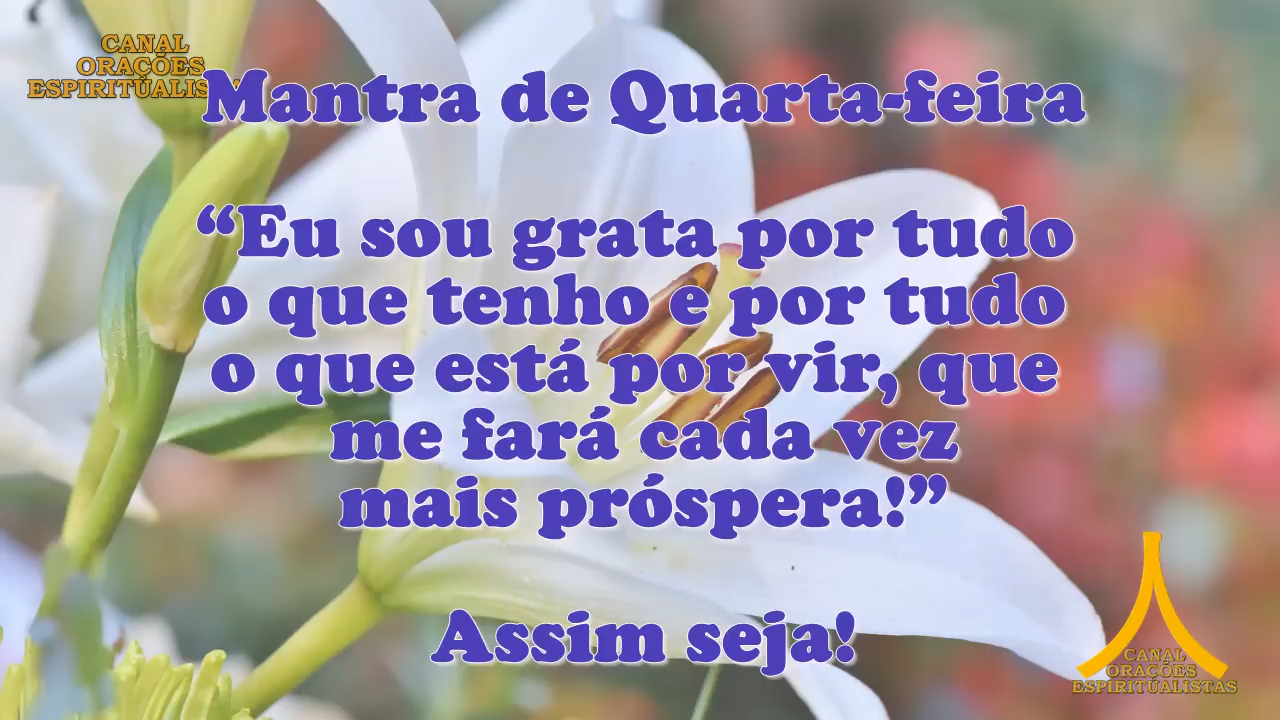 CANAL
ORAÇÕES
ESPIRITUALIS
Mantra de Quarta-feira
“Eu sou grata por tudo
o que tenho e por tudo
o que está por vir, que
me fará cada vez
mais próspera!”
Assim seja!
CANAL
ORAÇÕES
ESPIRITUALISTAS